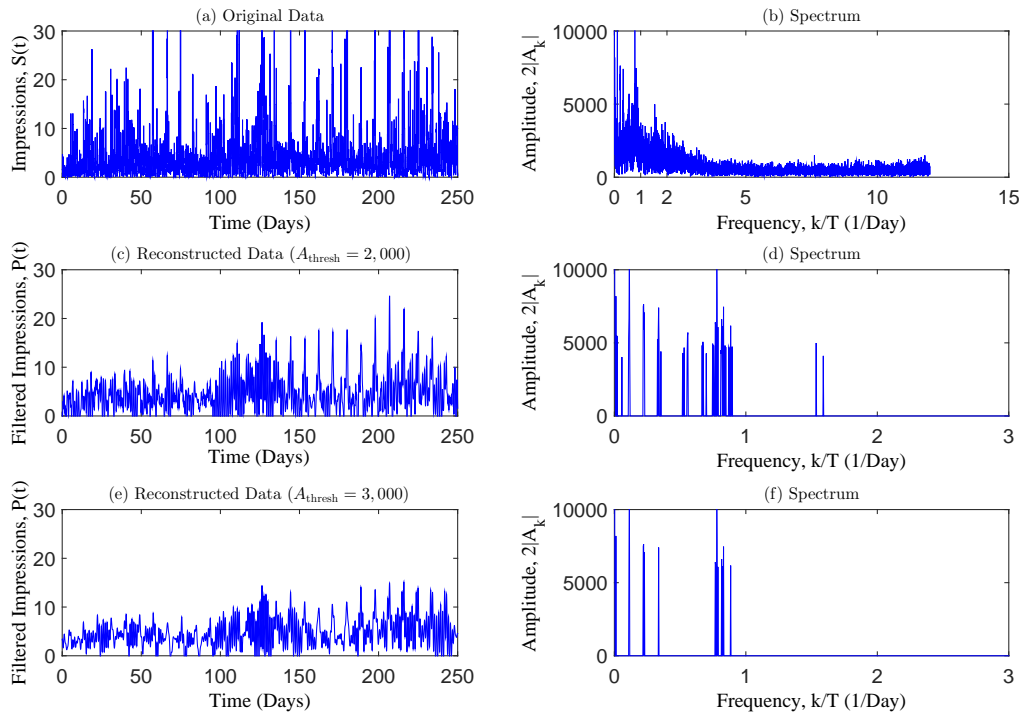 (a) Original Data
Impressions, S(t)
30
20
10
0
0 50 100 150 200 250
Time (Days)
(b) Spectrum
Amplitude, 2|A_k|
10000
5000
0
0 1 2 5 10 15
Frequency, k/T (1/Day)
(c) Reconstructed Data (A_thresh = 2,000)
Filtered Impressions, P(t)
30
20
10
0
0 50 100 150 200 250
Time (Days)
(d) Spectrum
Amplitude, 2|A_k|
10000
5000
0
0 1 2 3
Frequency, k/T (1/Day)
(e) Reconstructed Data (A_thresh = 3,000)
Filtered Impressions, P(t)
30
20
10
0
0 50 100 150 200 250
Time (Days)
(f) Spectrum
Amplitude, 2|A_k|
10000
5000
0
0 1 2 3
Frequency, k/T (1/Day)